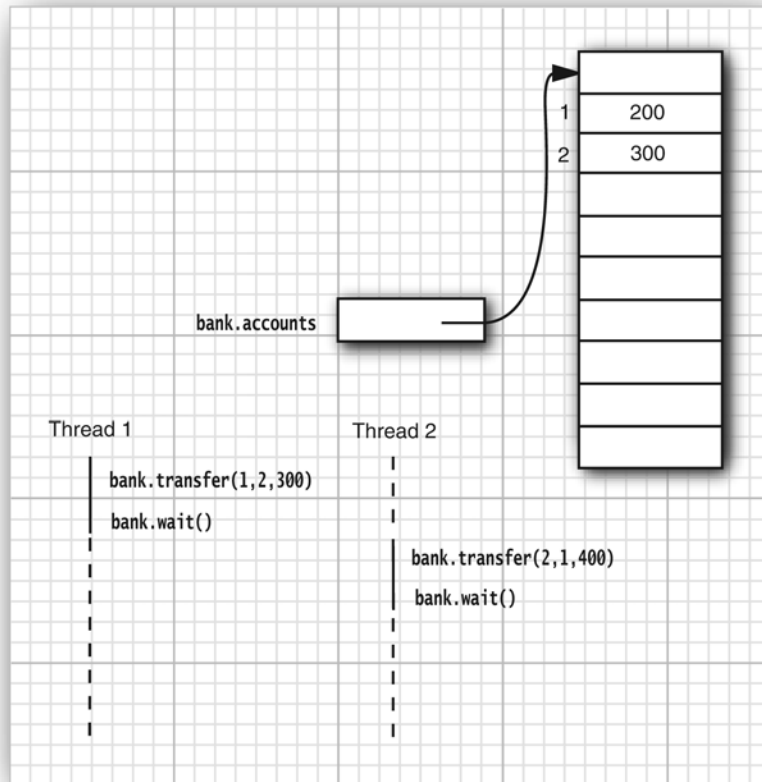 1 200
2 300
bank.accounts
Thread 1
Thread 2
bank.transfer(1,2,300)
bank.wait()
bank.transfer(2,1,400)
bank.wait()